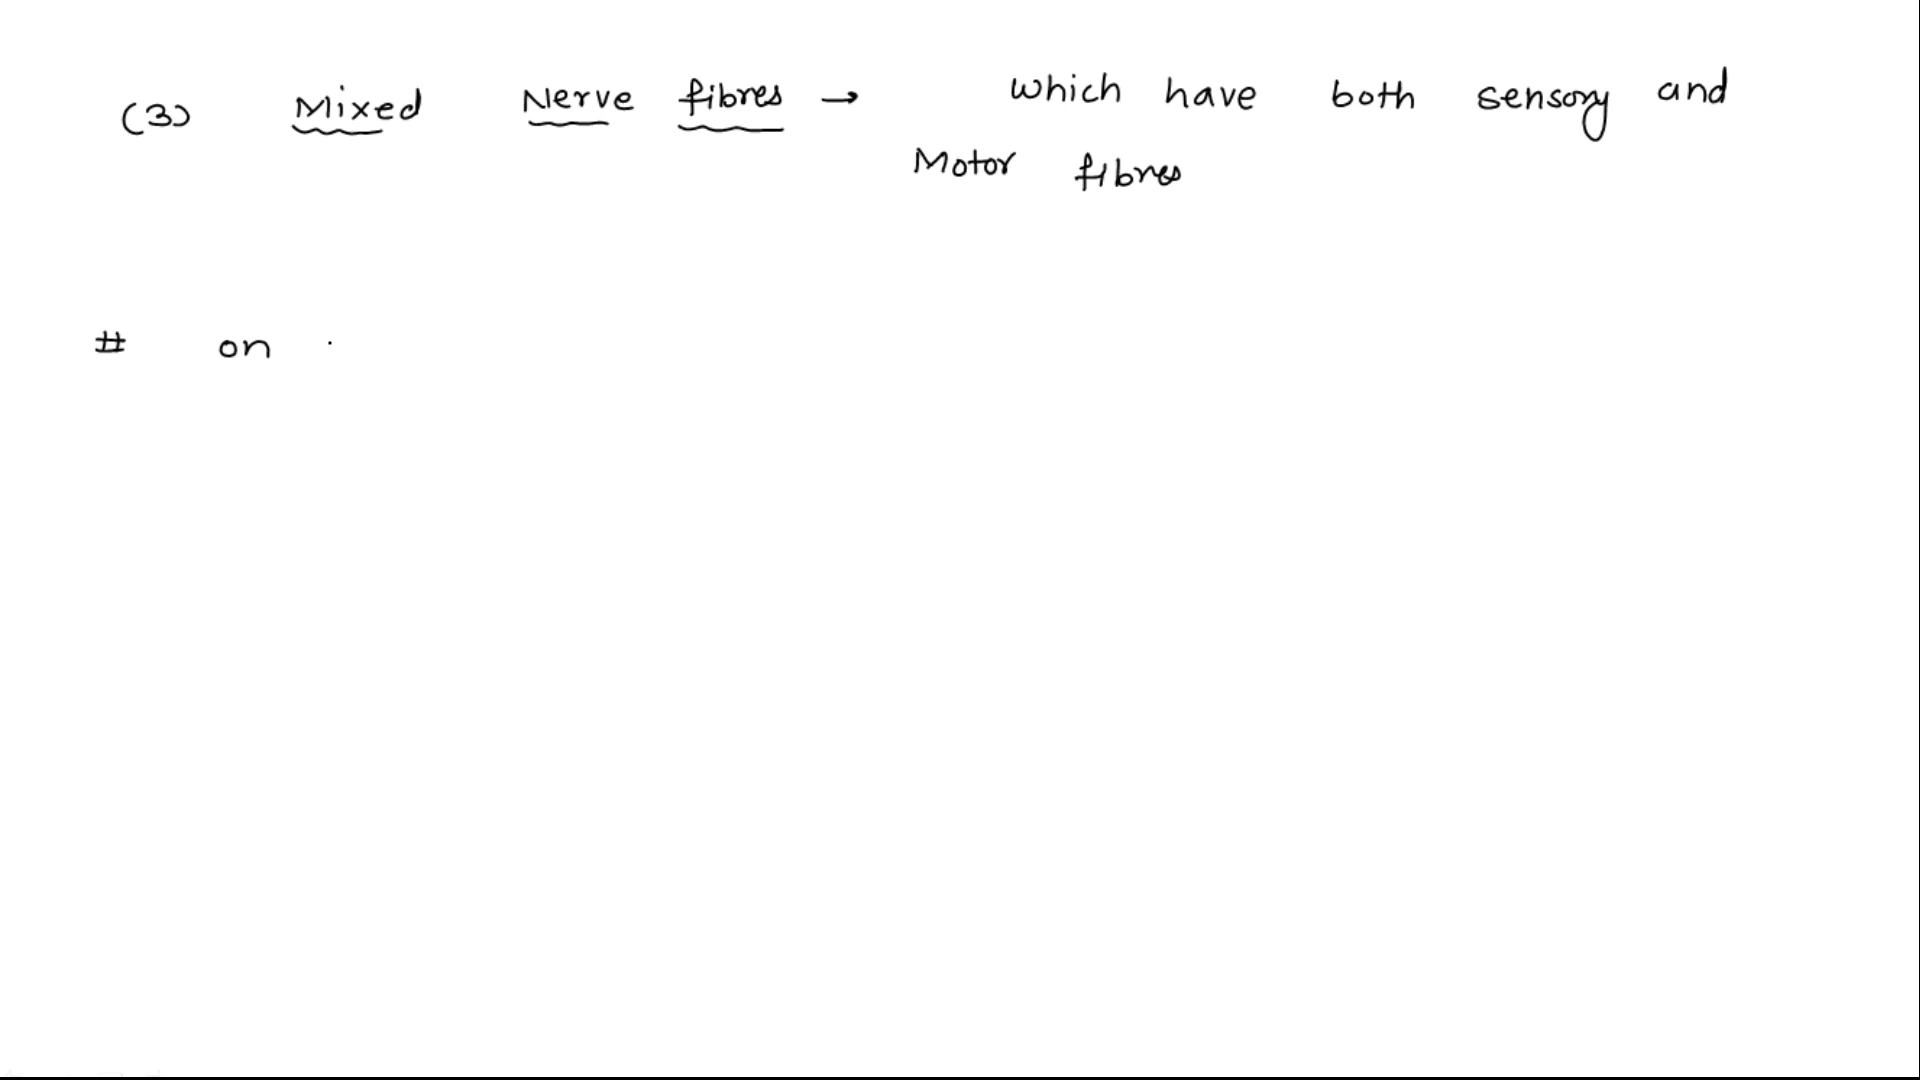 (3) Mixed Nerve fibres → which have both sensory and
Motor fibres
# on